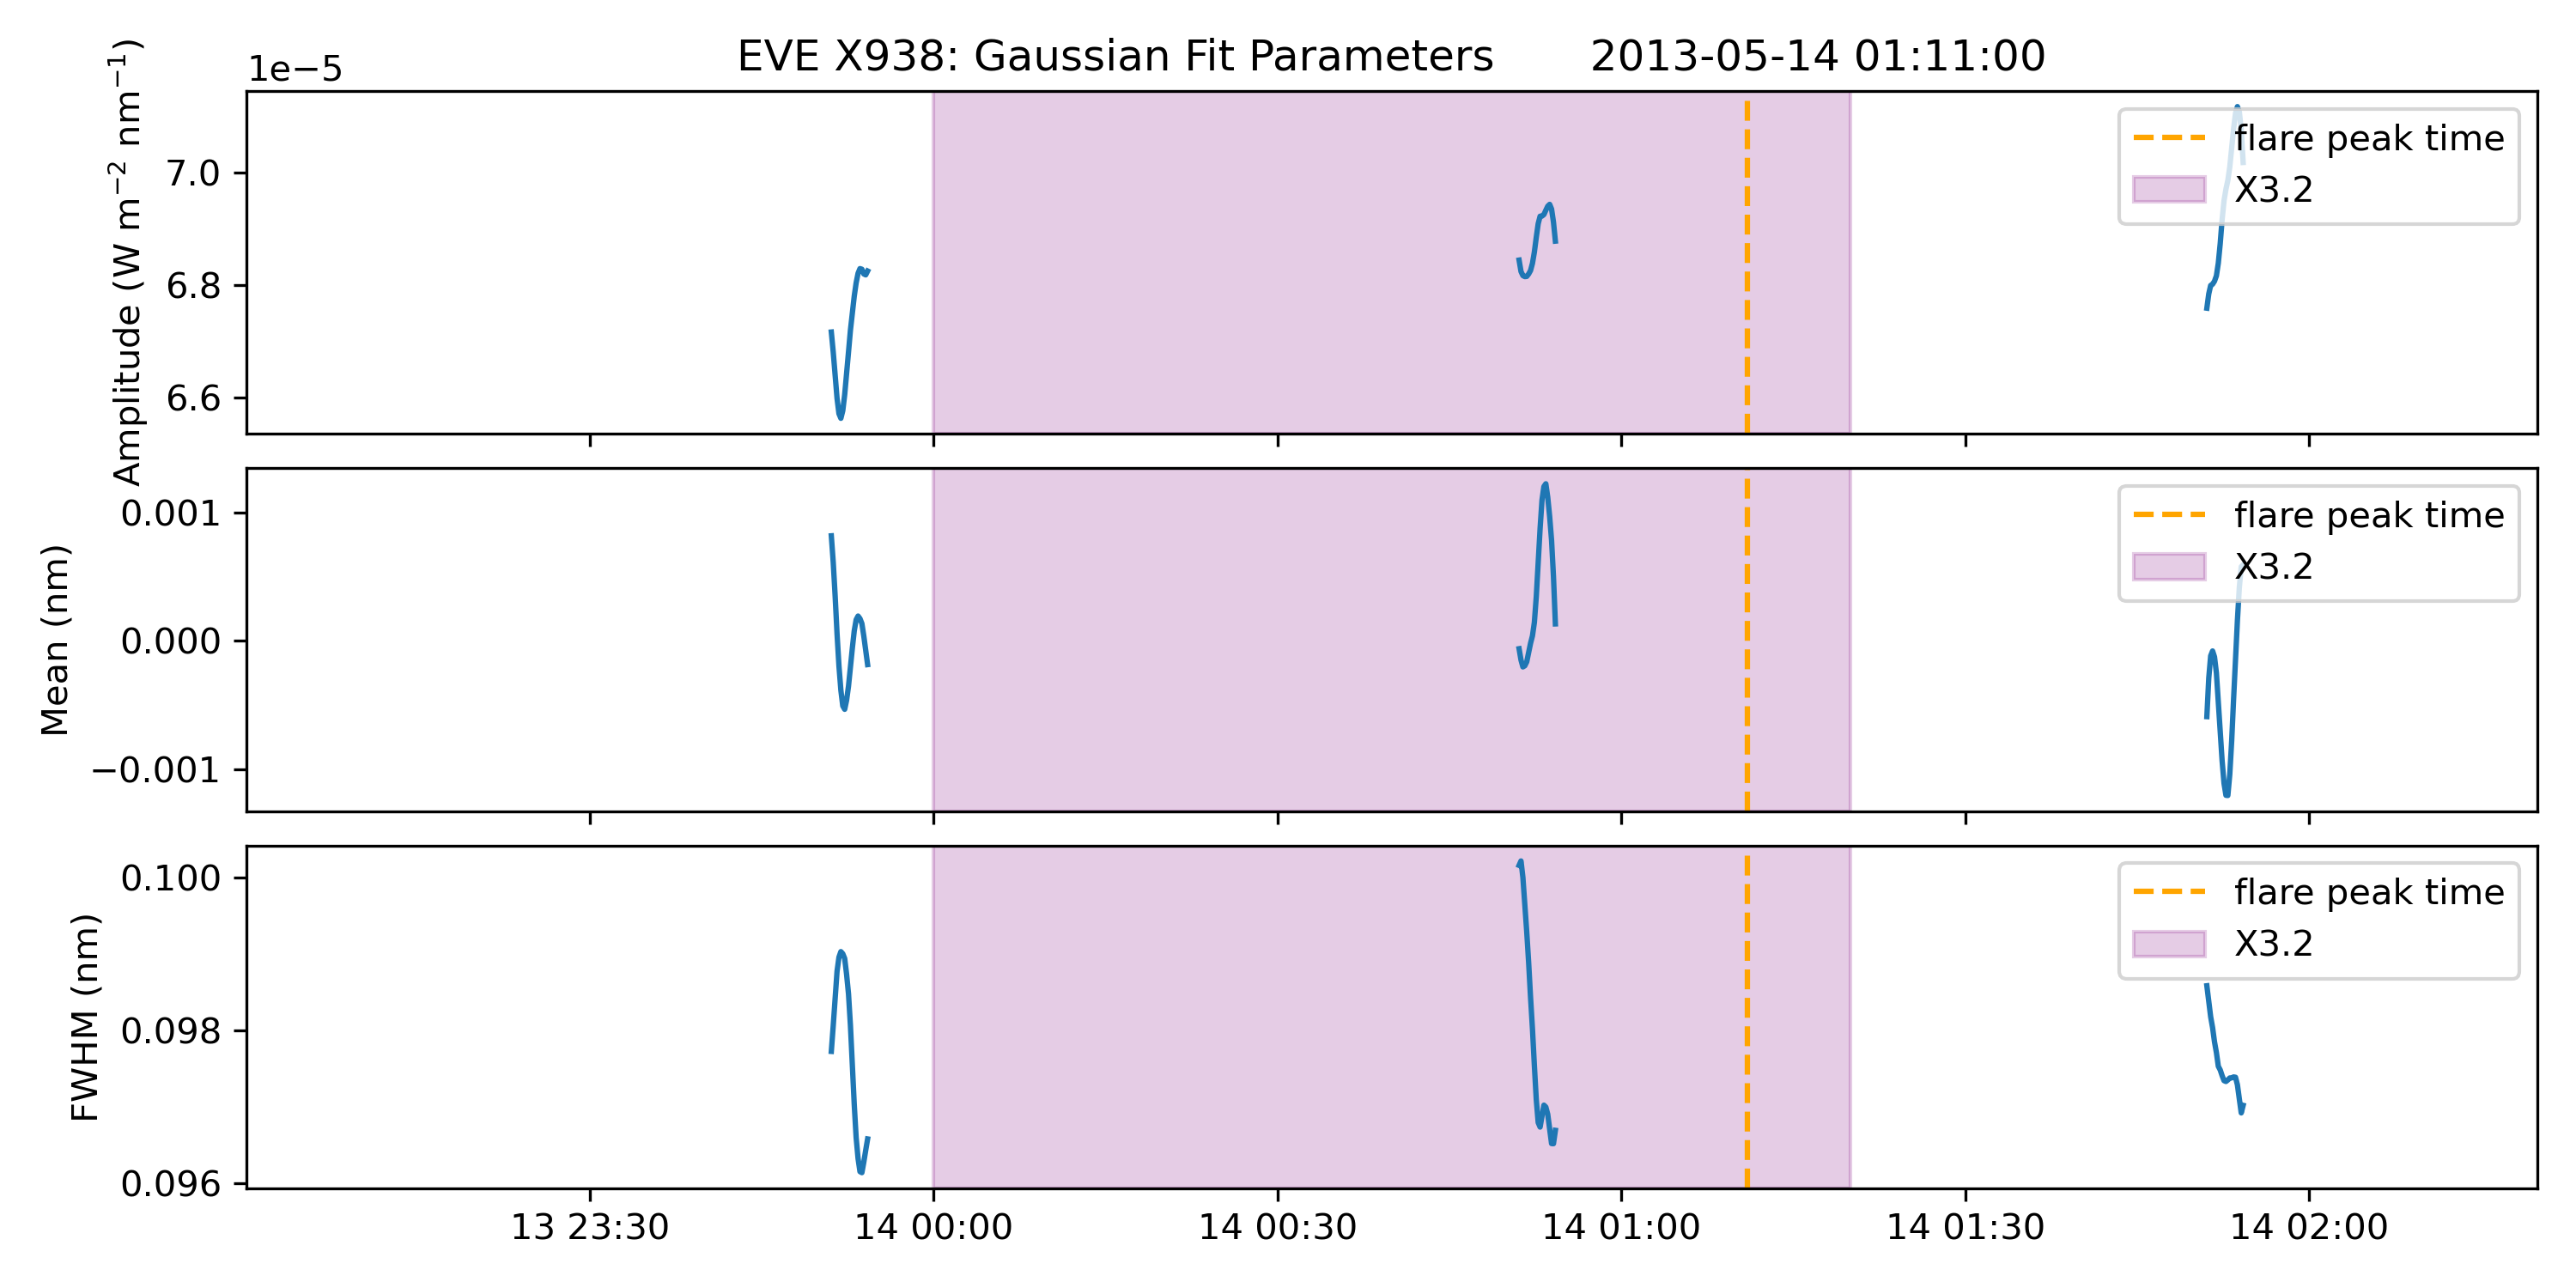 EVE X938: Gaussian Fit Parameters 2013-05-14 01:11:00
1e−5
Amplitude (W m⁻² nm⁻¹)
7.0
6.8
6.6
flare peak time
X3.2
Mean (nm)
0.001
0.000
−0.001
flare peak time
X3.2
FWHM (nm)
0.100
0.098
0.096
flare peak time
X3.2
13 23:30 14 00:00 14 00:30 14 01:00 14 01:30 14 02:00